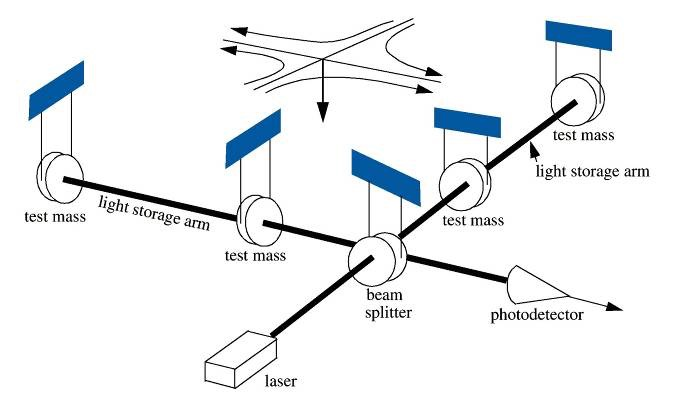 test mass
light storage arm
test mass
light storage arm
test mass
test mass
beam
splitter
photodetector
laser